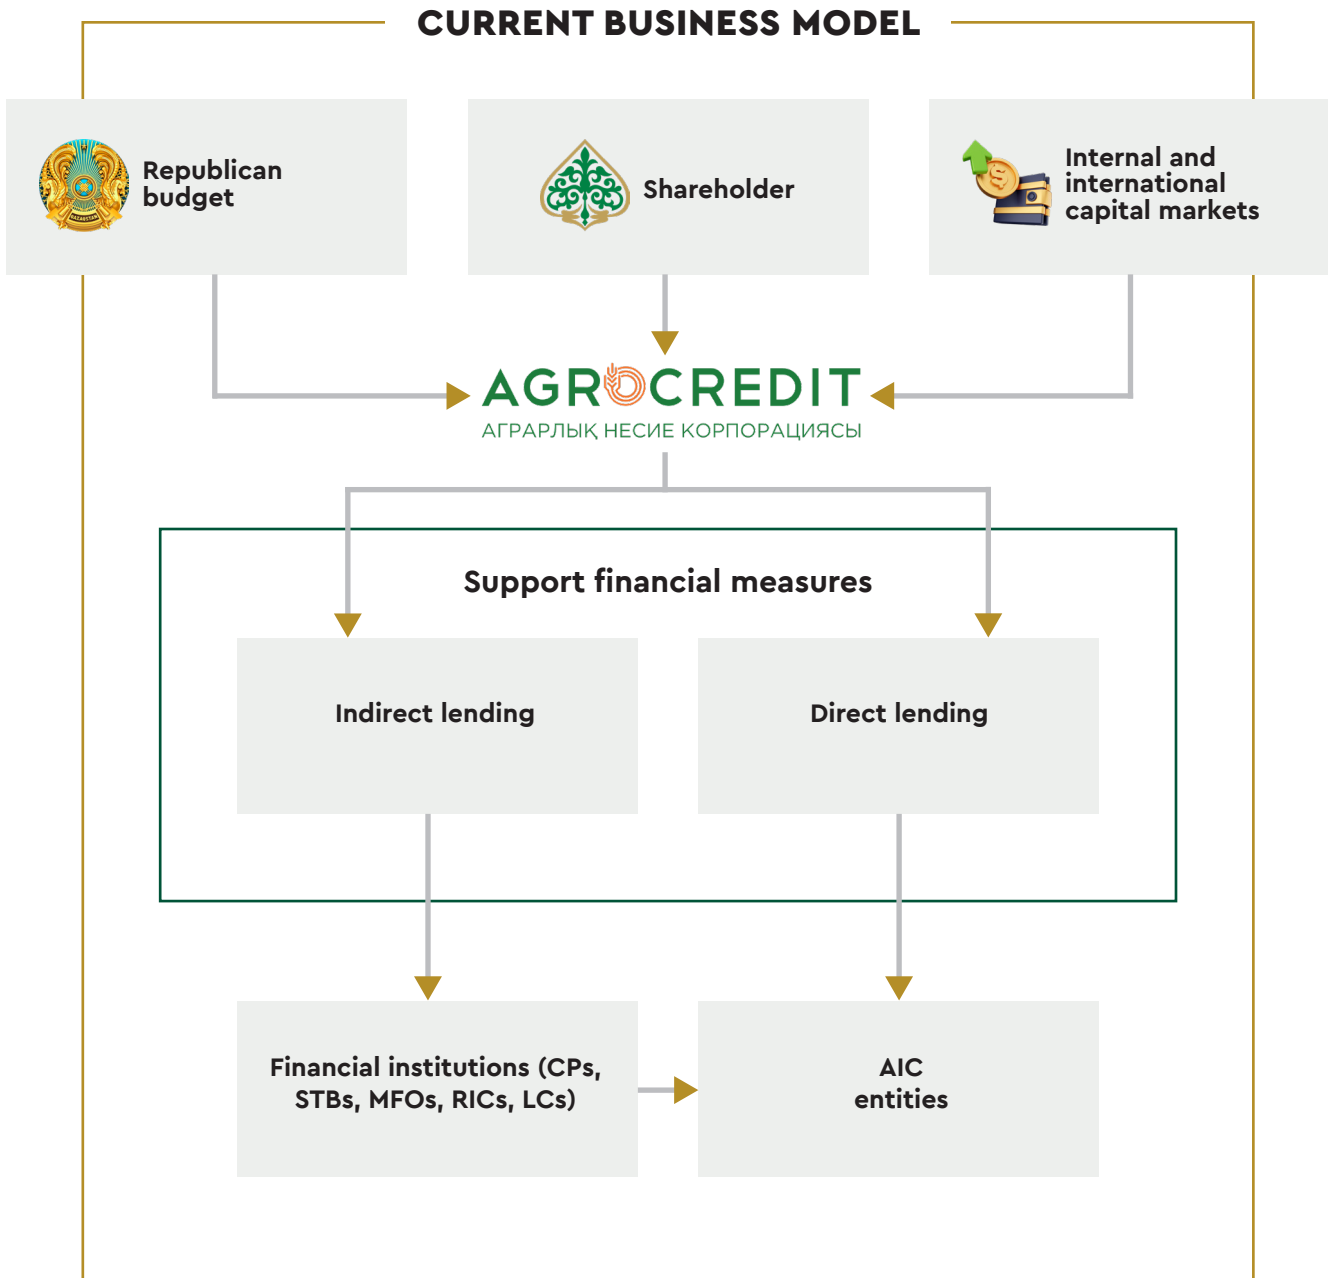 CURRENT BUSINESS MODEL
Republican
budget
KAZAKSTAN
Shareholder
Internal and
international
capital markets
AGROCREDIT
АГРАРЛЫҚ НЕСИЕ КОРПОРАЦИЯСЫ
Support financial measures
Indirect lending
Direct lending
Financial institutions (CPs,
STBs, MFOs, RICs, LCs)
AIC
entities